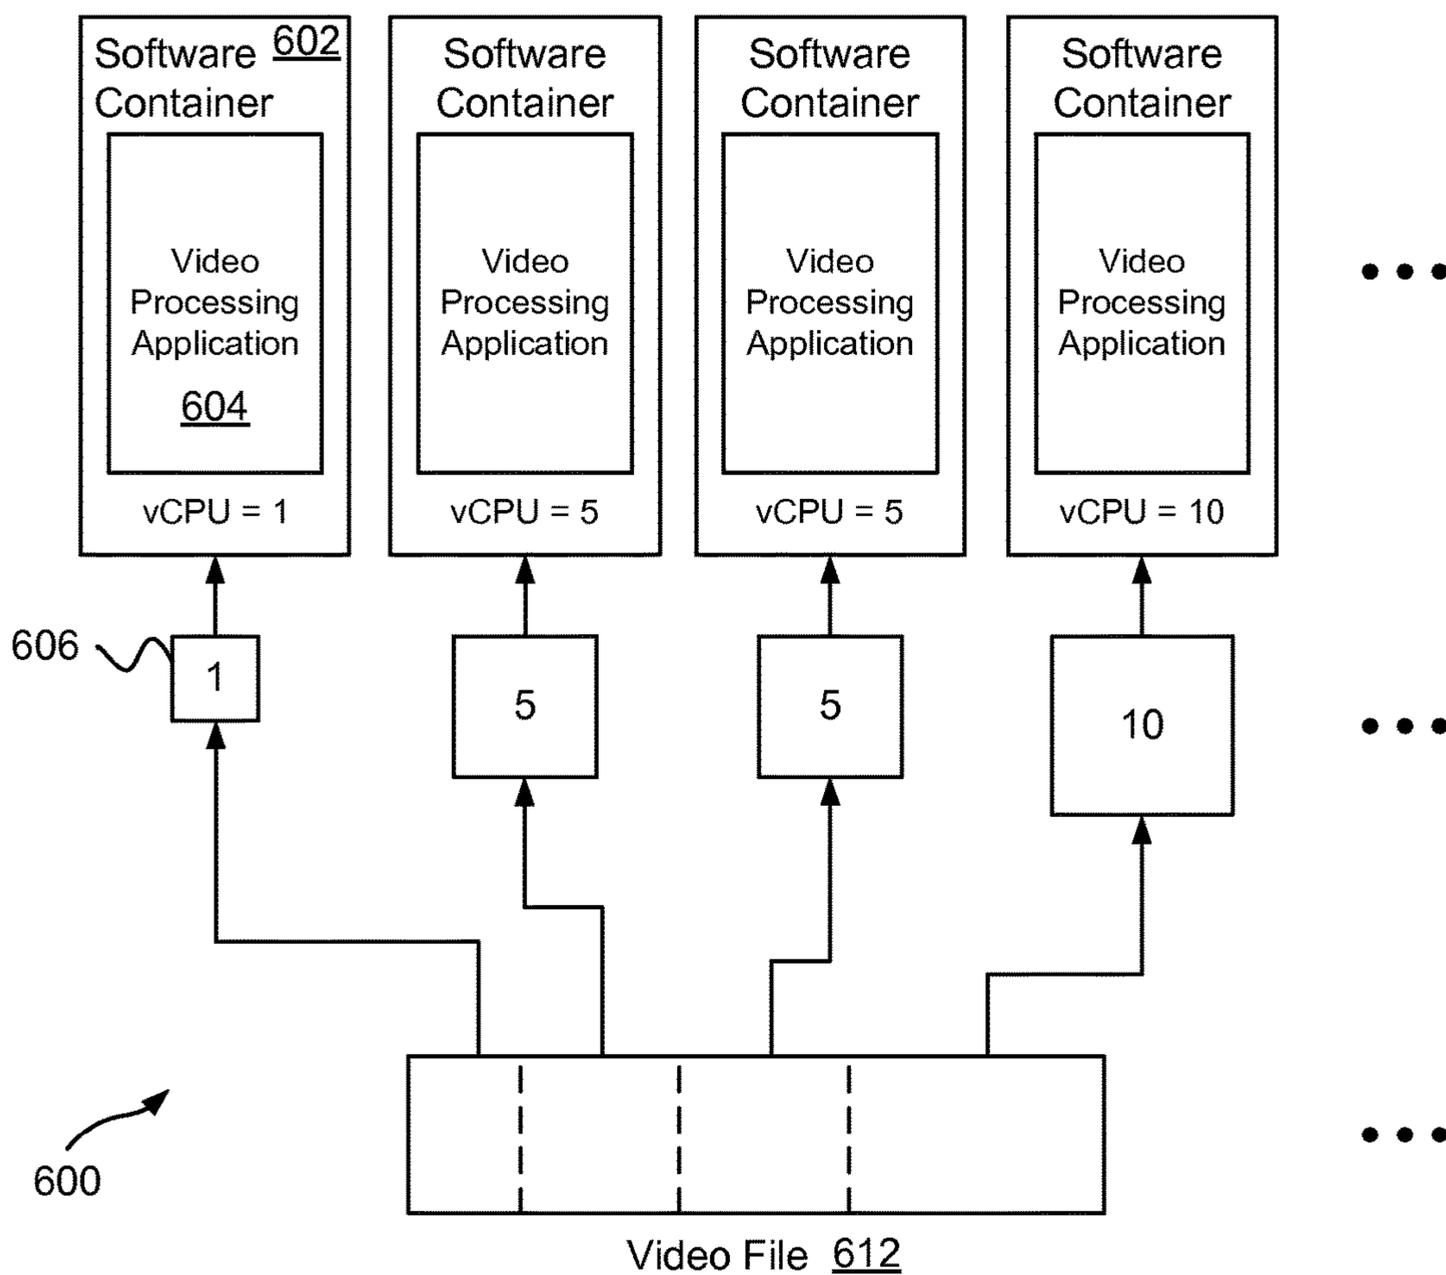 Software 602
Container
Video
Processing
Application
604
vCPU = 1
Software
Container
Video
Processing
Application
vCPU = 5
Software
Container
Video
Processing
Application
vCPU = 5
Software
Container
Video
Processing
Application
vCPU = 10
606
1
5
5
10
600
Video File 612